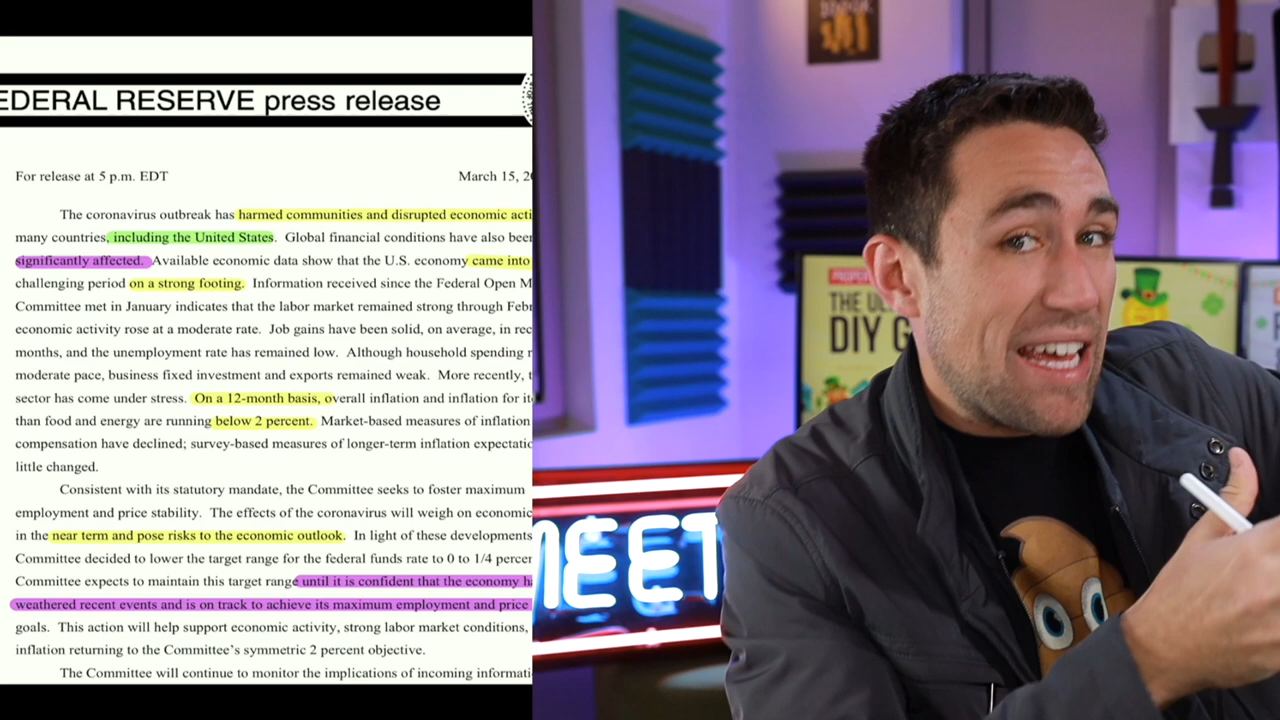 EDERAL RESERVE press release
For release at 5 p.m. EDT
March 15, 20
The coronavirus outbreak has harmed communities and disrupted economic acti
many countries, including the United States. Global financial conditions have also been
significantly affected. Available economic data show that the U.S. economy came into
challenging period on a strong footing. Information received since the Federal Open M
Committee met in January indicates that the labor market remained strong through Febr
economic activity rose at a moderate rate. Job gains have been solid, on average, in rec
months, and the unemployment rate has remained low. Although household spending r
moderate pace, business fixed investment and exports remained weak. More recently, t
sector has come under stress. On a 12-month basis, overall inflation and inflation for it
than food and energy are running below 2 percent. Market-based measures of inflation
compensation have declined; survey-based measures of longer-term inflation expectatio
little changed.
Consistent with its statutory mandate, the Committee seeks to foster maximum
employment and price stability. The effects of the coronavirus will weigh on economic
in the near term and pose risks to the economic outlook. In light of these developments
Committee decided to lower the target range for the federal funds rate to 0 to 1/4 percen
Committee expects to maintain this target range until it is confident that the economy ha
weathered recent events and is on track to achieve its maximum employment and price
goals. This action will help support economic activity, strong labor market conditions,
inflation returning to the Committee's symmetric 2 percent objective.
The Committee will continue to monitor the implications of incoming informati
THE UL
DIY G
MEET